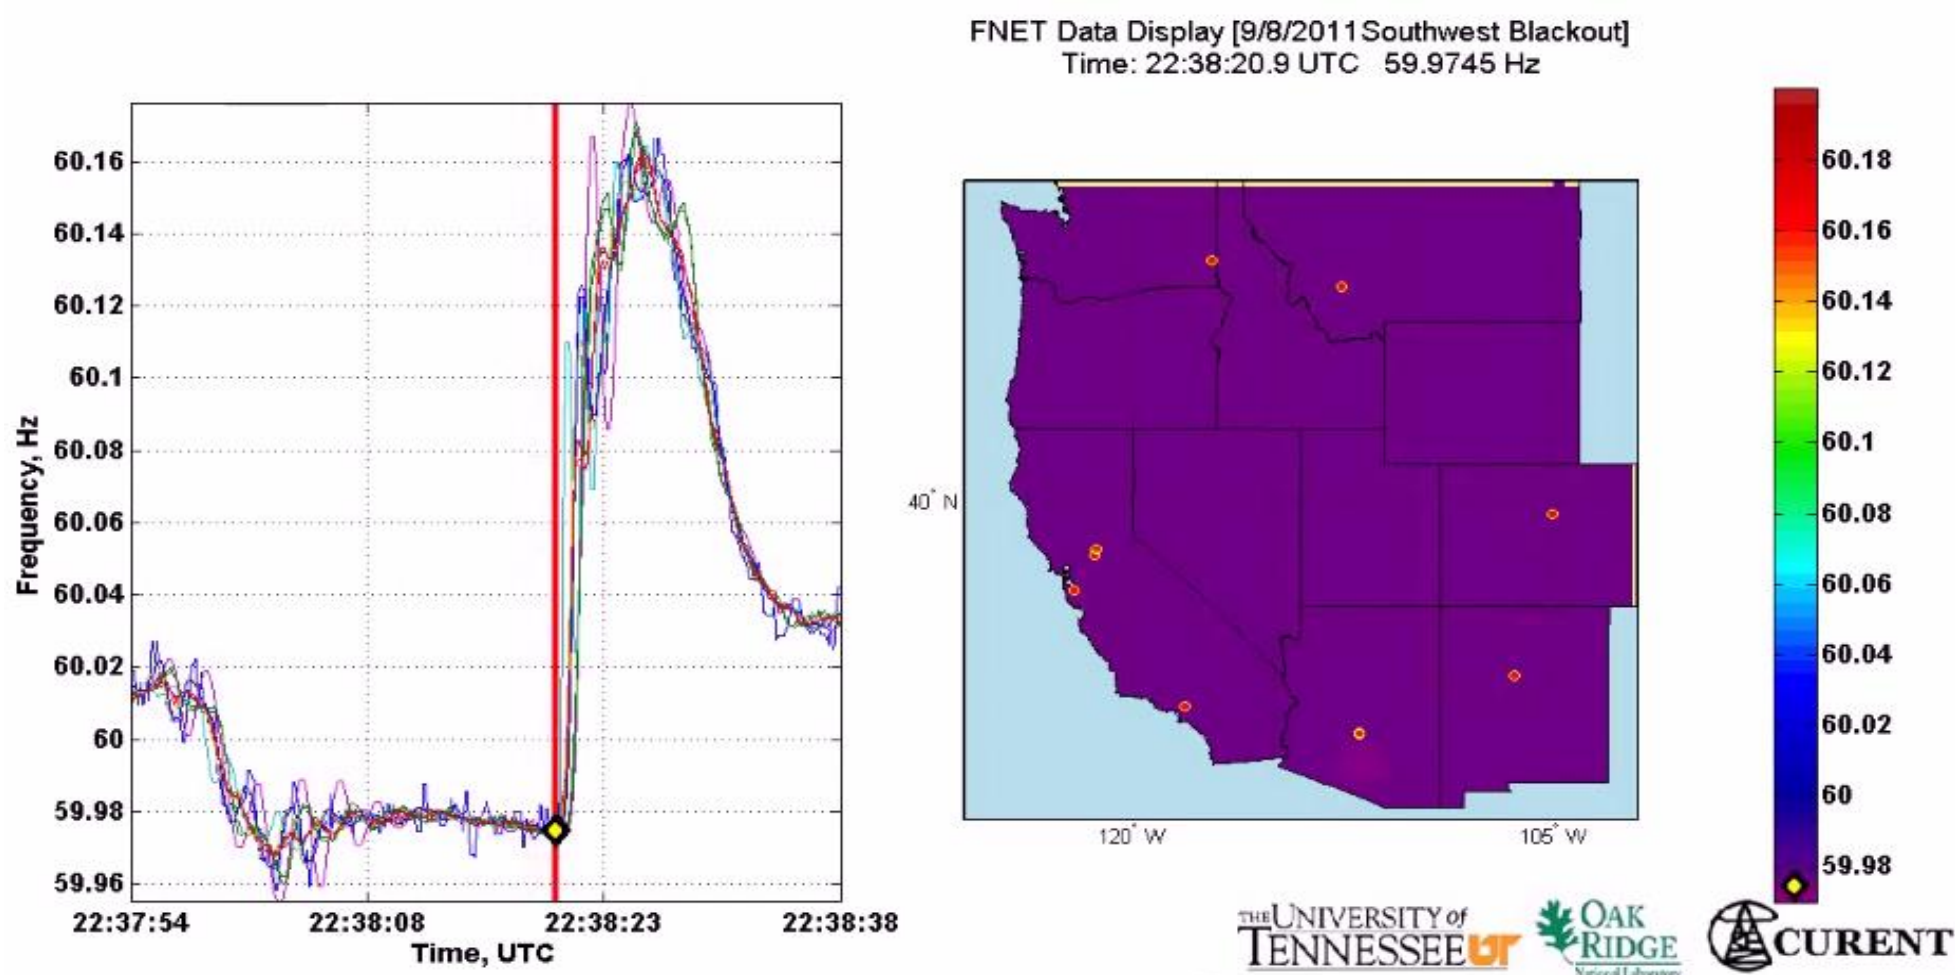 FNET Data Display [9/8/2011Southwest Blackout]
Time: 22:38:20.9 UTC 59.9745 Hz
Frequency, Hz
60.16
60.14
60.12
60.1
60.08
60.06
60.04
60.02
60
59.98
59.96
22:37:54
22:38:08
22:38:23
22:38:38
Time, UTC
40° N
120° W
105° W
60.18
60.16
60.14
60.12
60.1
60.08
60.06
60.04
60.02
60
59.98
THE UNIVERSITY of
TENNESSEE UT
OAK
RIDGE
National Laboratory
CURENT